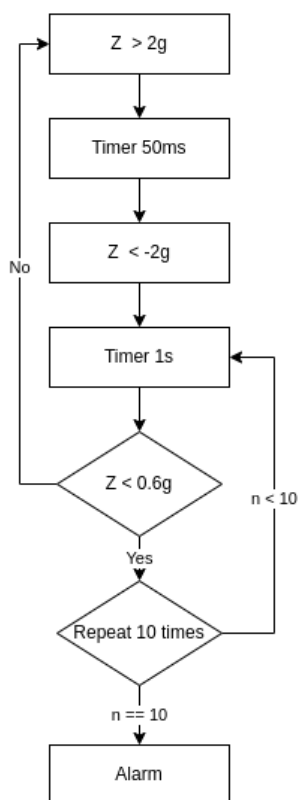 Z > 2g
Timer 50ms
Z < -2g
No
Timer 1s
Z < 0.6g
n < 10
Yes
Repeat 10 times
n == 10
Alarm